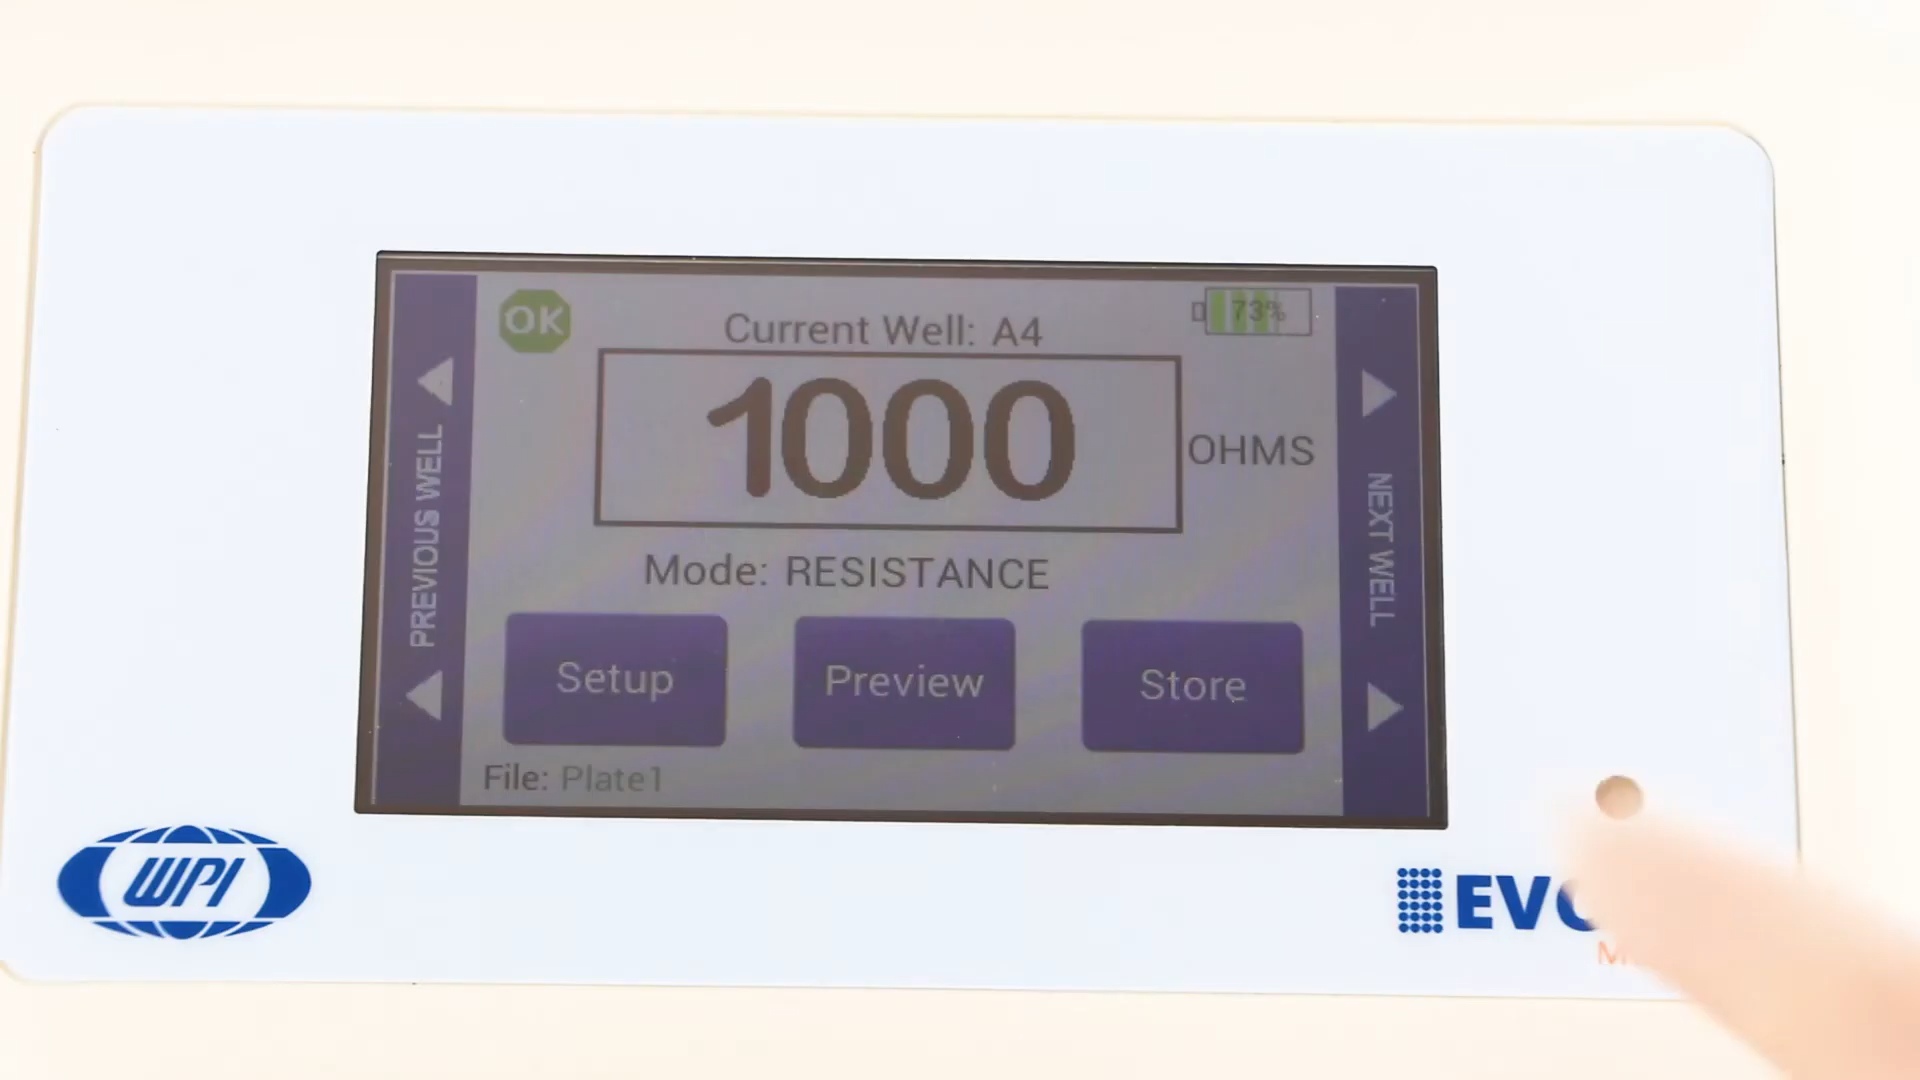 OK
Current Well: A4
73%
1000
OHMS
PREVIOUS WELL
NEXT WELL
Mode: RESISTANCE
Setup
Preview
Store
File: Plate1
WPI